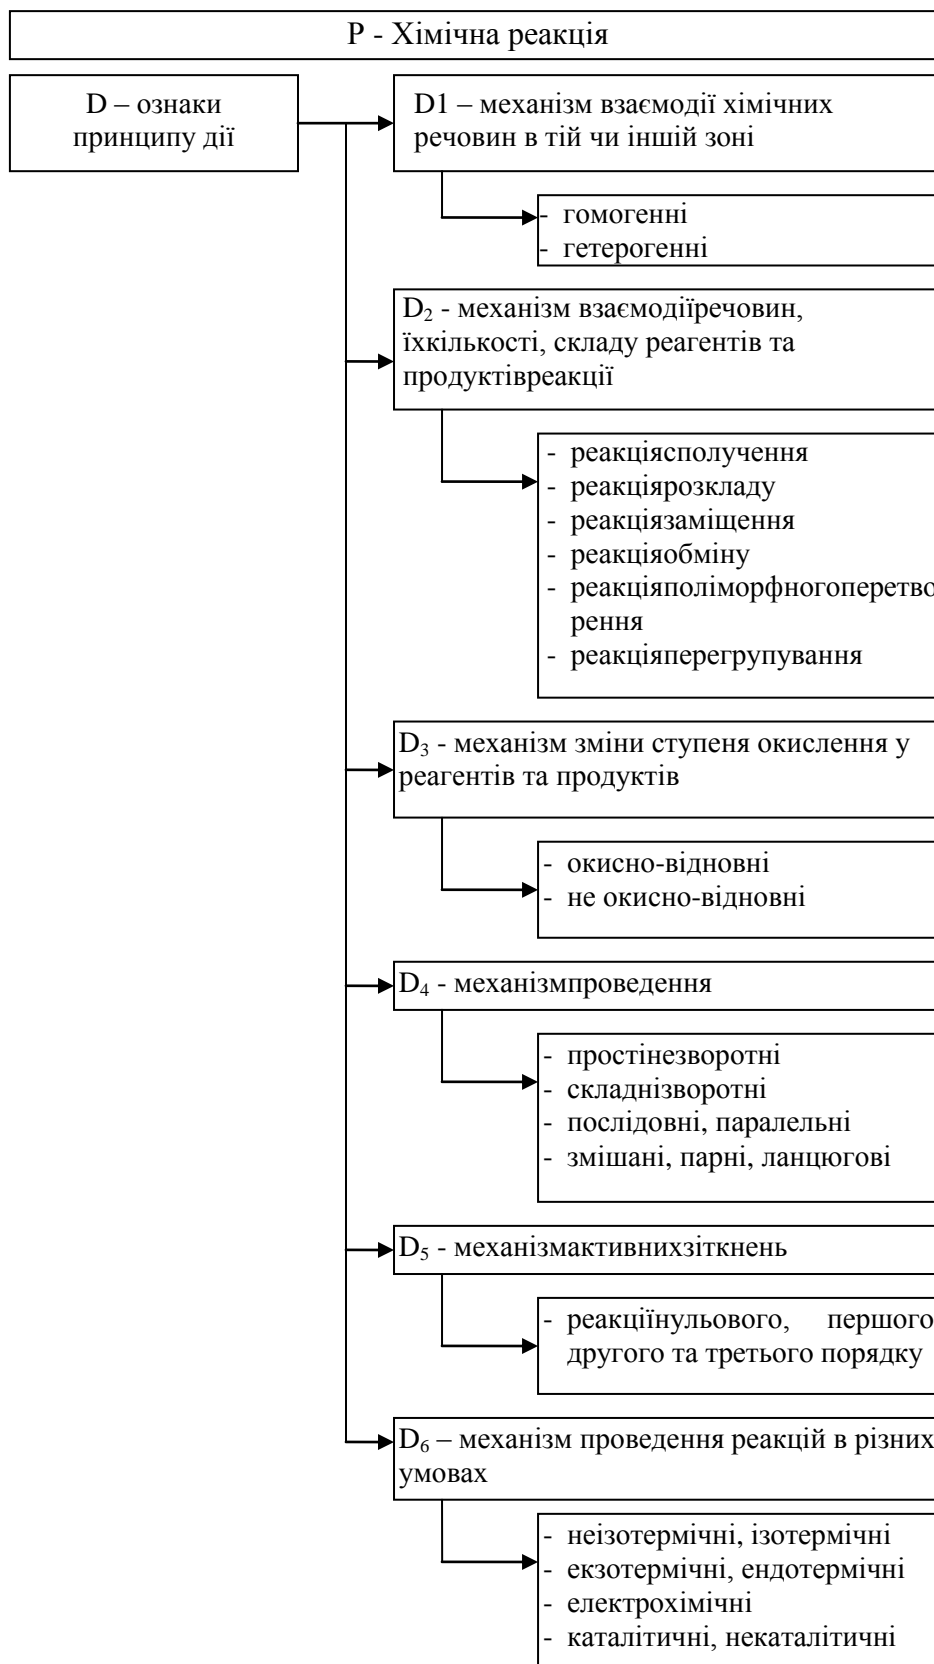 Р - Хімічна реакція
D – ознаки
принципу дії
D1 – механізм взаємодії хімічних
речовин в тій чи іншій зоні
- гомогенні
- гетерогенні
D₂ - механізм взаємодіїречовин,
їхкількості, складу реагентів та
продуктівреакції
- реакціясполучення
- реакціярозкладу
- реакціязаміщення
- реакціяобміну
- реакціяполіморфногоперетво
рення
- реакціяперегрупування
D₃ - механізм зміни ступеня окислення у
реагентів та продуктів
- окисно-відновні
- не окисно-відновні
D₄ - механізмпроведення
- простінезворотні
- складнізворотні
- послідовні, паралельні
- змішані, парні, ланцюгові
D₅ - механізмактивнихзіткнень
- реакціїнульового, першого
другого та третього порядку
D₆ – механізм проведення реакцій в різних
умовах
- неізотермічні, ізотермічні
- екзотермічні, ендотермічні
- електрохімічні
- каталітичні, некаталітичні